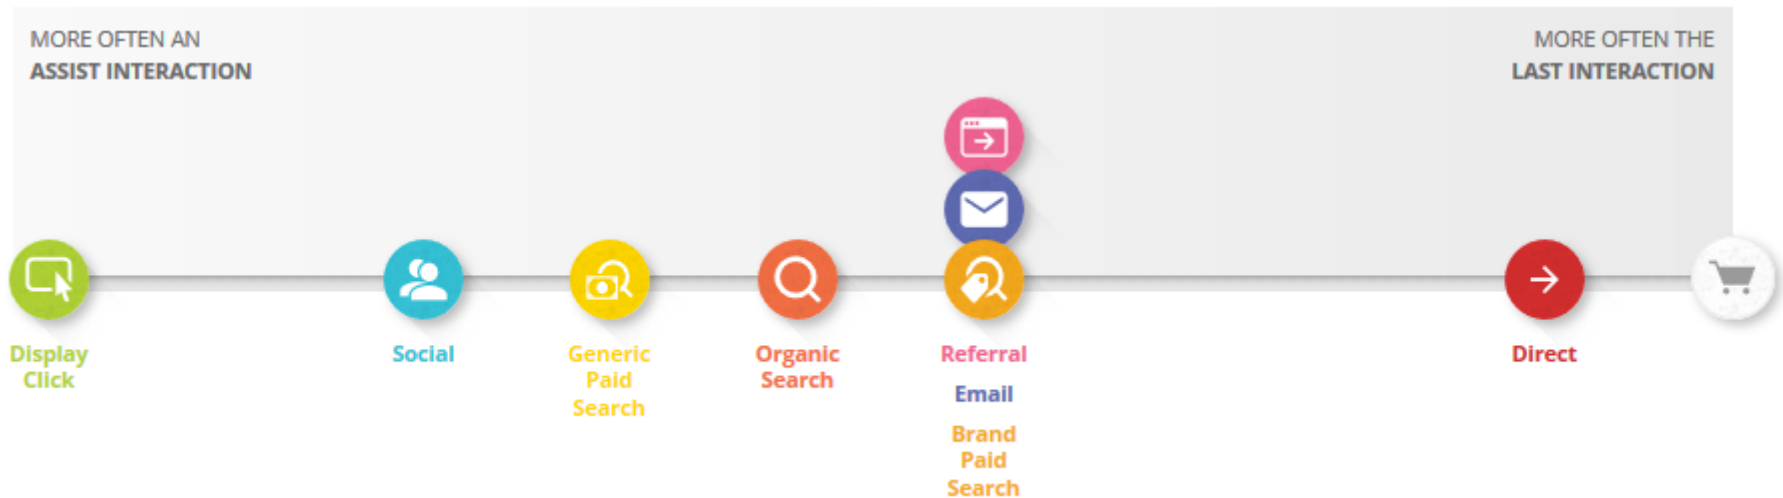 MORE OFTEN AN
ASSIST INTERACTION
MORE OFTEN THE
LAST INTERACTION
Display
Click
Social
Generic
Paid
Search
Organic
Search
Referral
Email
Brand
Paid
Search
Direct